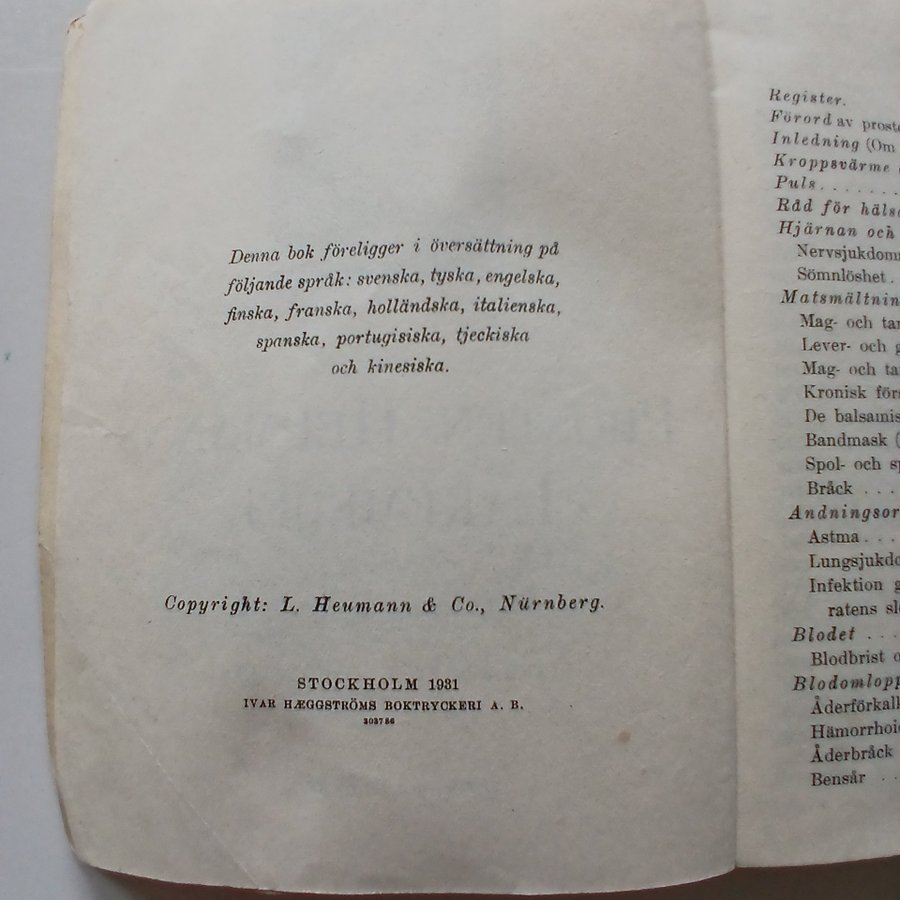 Denna bok föreligger i översättning på
följande språk: svenska, tyska, engelska,
finska, franska, holländska, italienska,
spanska, portugisiska, tjeckiska
och kinesiska.
Copyright: L. Heumann & Co., Nürnberg.
STOCKHOLM 1931
IVAR HÆGGSTRÖMS BOKTRYCKERI A. B.
303786
Register.
Förord av
Inledning (Om
Kroppsvärme
Puls . . . . . .
Råd för
Hjärnan och
Sömnlöshet .
Mag- och
Lever- och
Mag- och
Kronisk
De
Bandmask (
Spol- och
Bråck . . .
Astma . . .
Infektion
ratens
Blodet . . .
Blodbrist
Åderbråck
Bensår . .